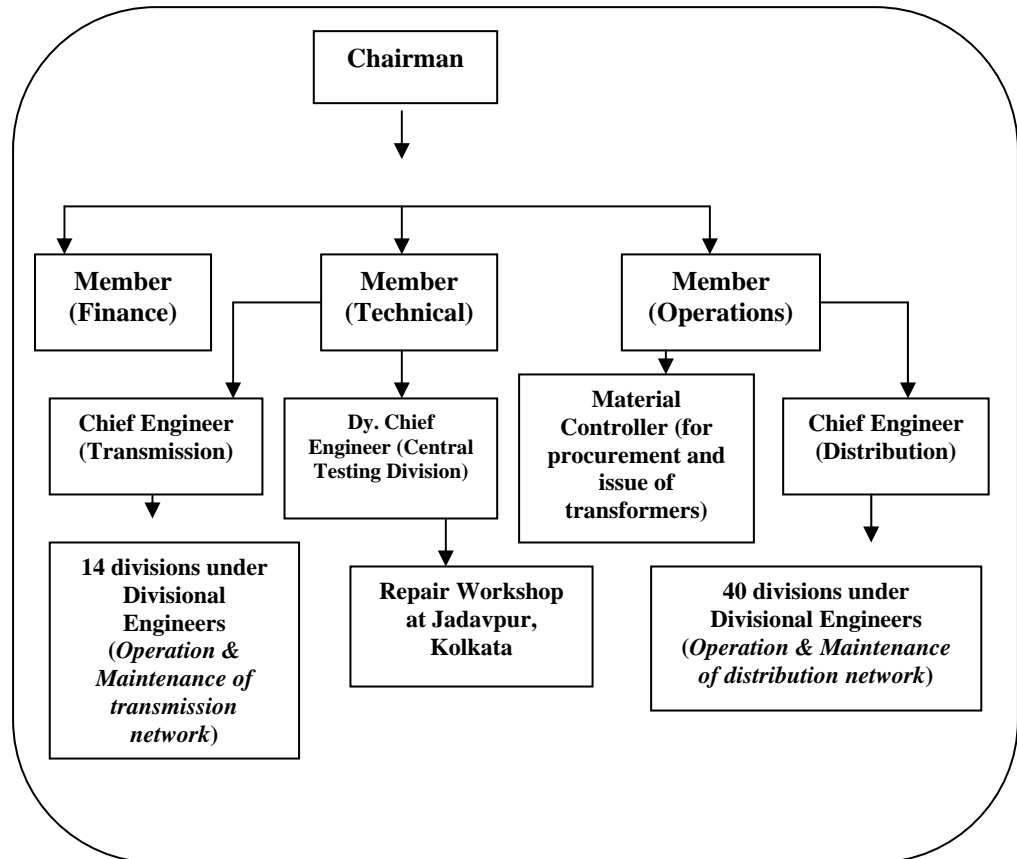 Chairman
Member
(Finance)
Member
(Technical)
Member
(Operations)
Chief Engineer
(Transmission)
Dy. Chief
Engineer (Central
Testing Division)
Material
Controller (for
procurement and
issue of
transformers)
Chief Engineer
(Distribution)
14 divisions under
Divisional
Engineers
(Operation &
Maintenance of
transmission
network)
Repair Workshop
at Jadavpur,
Kolkata
40 divisions under
Divisional Engineers
(Operation & Maintenance
of distribution network)